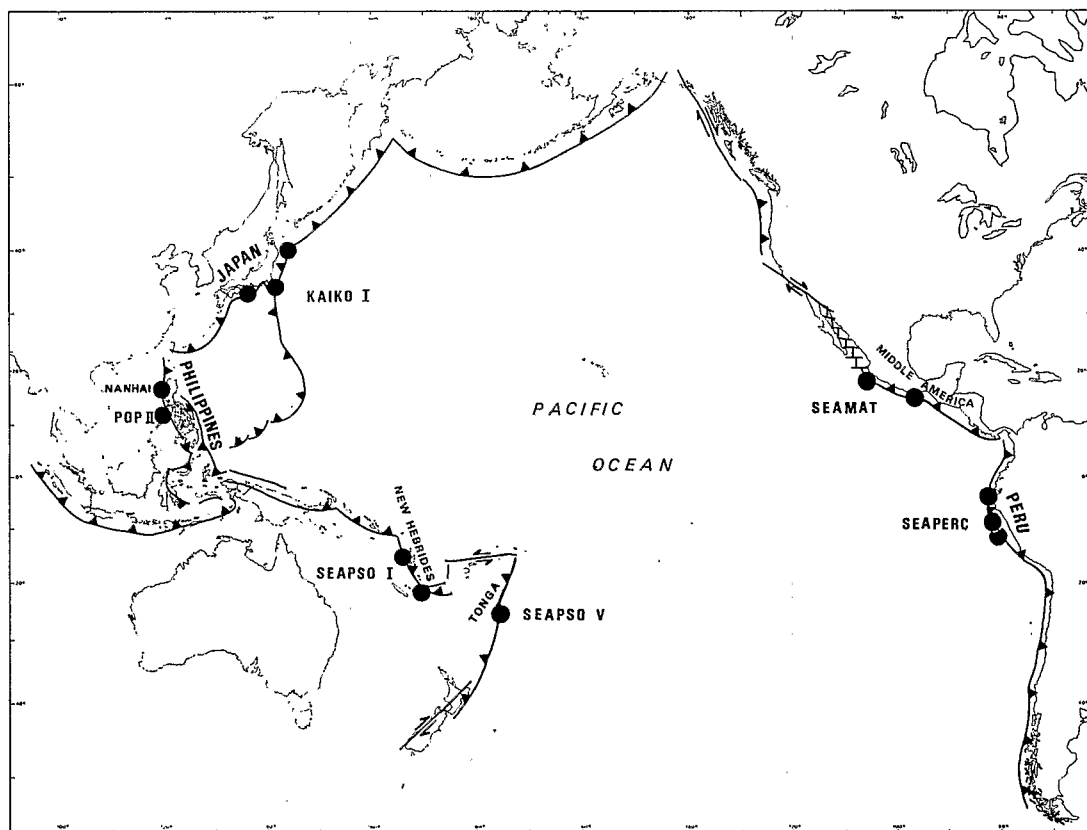 JAPAN
KAIKO I
NANHAI
POP II
PHILIPPINES
PACIFIC
OCEAN
MIDDLE AMERICA
SEAMAT
SEAPERC
PERU
NEW HEBRIDES
SEAPSO I
TONGA
SEAPSO V